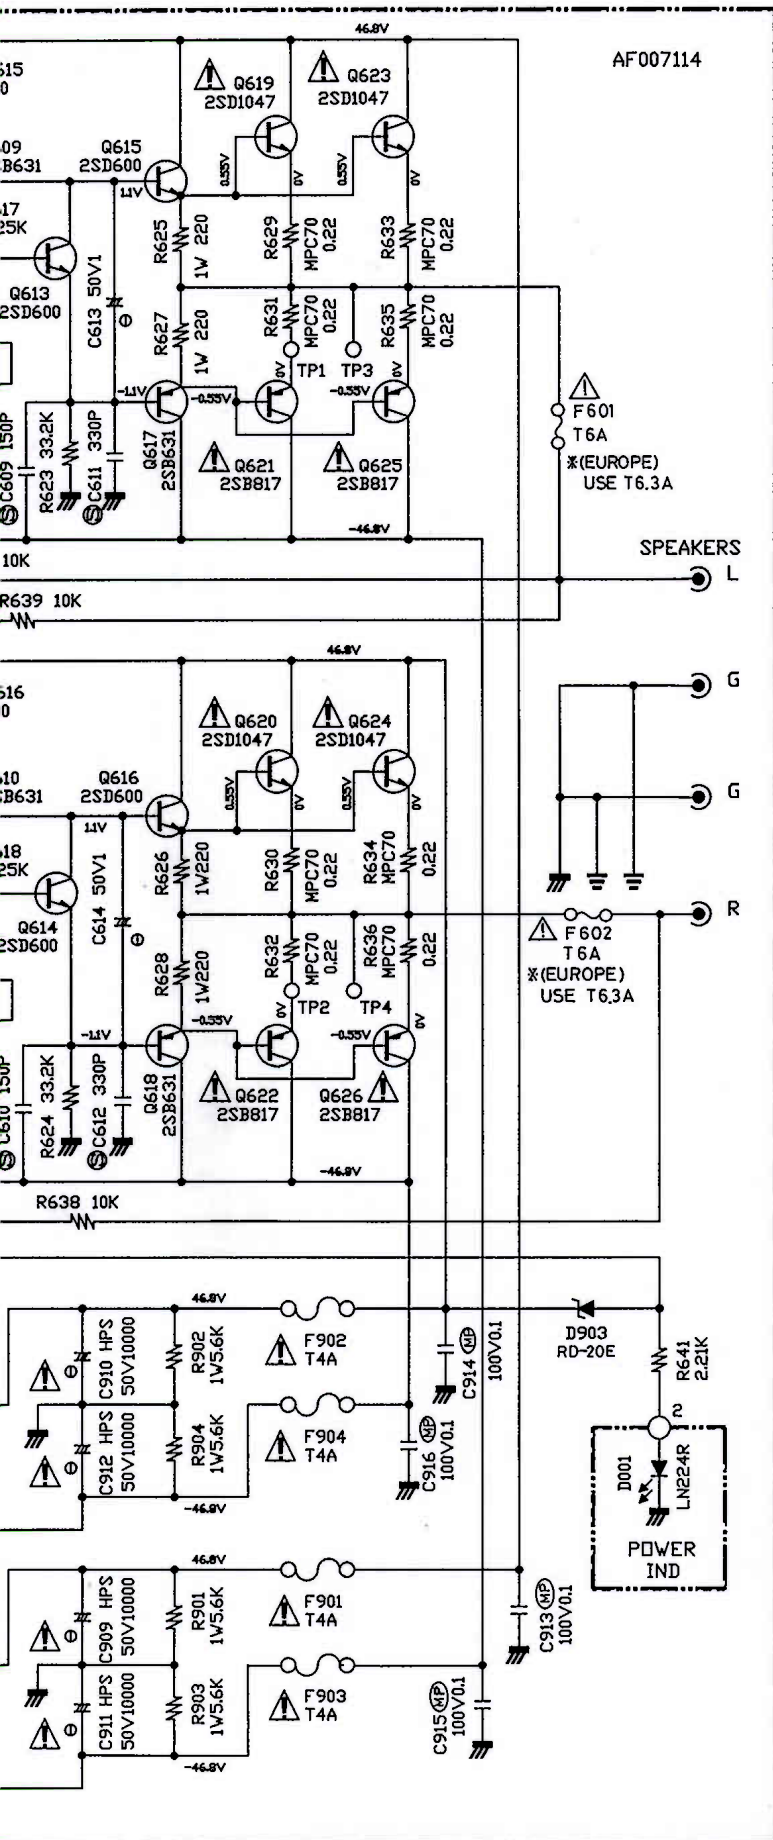 46.8V
AF007114
615
0
Q619
2SD1047
Q623
2SD1047
09
B631
Q615
2SD600
1.1V
0.55V
0V
0.55V
0V
17
25K
Q613
2SD600
C613 50V1
R625
1W 220
R629
MPC70
0.22
R633
MPC70
0.22
R627
1W 220
R631
MPC70
0.22
R635
MPC70
0.22
TP1
TP3
0V
0V
-1.1V
-0.55V
-0.55V
C609 150P
R623 33.2K
C611 330P
Q617
2SB631
Q621
2SB817
Q625
2SB817
F601
T6A
※(EUROPE)
USE T6.3A
-46.8V
10K
SPEAKERS
L
R639 10K
46.8V
616
0
G
Q620
2SD1047
Q624
2SD1047
10
B631
Q616
2SD600
1.1V
0.55V
0V
0.55V
0V
G
18
25K
Q614
2SD600
C614 50V1
R626
1W220
R630
MPC70
0.22
R634
MPC70
0.22
R
F602
T6A
※(EUROPE)
USE T6.3A
R628
1W220
R632
MPC70
0.22
R636
MPC70
0.22
TP2
TP4
0V
0V
-1.1V
-0.55V
-0.55V
C610 150P
R624 33.2K
C612 330P
Q618
2SB631
Q622
2SB817
Q626
2SB817
-46.8V
R638 10K
46.8V
C910 HPS
50V10000
R902
1W5.6K
F902
T4A
C914 MP
100V0.1
D903
RD-20E
R641
2.21K
C912 HPS
50V10000
R904
1W5.6K
F904
T4A
C916 MP
100V0.1
2
D001
LN224R
POWER
IND
-46.8V
46.8V
C909 HPS
50V10000
R901
1W5.6K
F901
T4A
C913 MP
100V0.1
C911 HPS
50V10000
R903
1W5.6K
F903
T4A
C915 MP
100V0.1
-46.8V